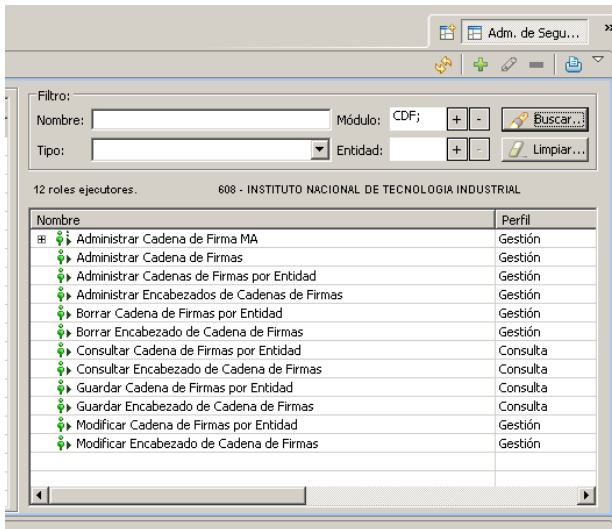 Adm. de Segu...
»
Filtro:
Nombre: Módulo: CDF; + - Buscar...
Tipo: Entidad: + - Limpiar...
12 roles ejecutores. 608 - INSTITUTO NACIONAL DE TECNOLOGIA INDUSTRIAL
Nombre Perfil
Administrar Cadena de Firma MA Gestión
Administrar Cadena de Firmas Gestión
Administrar Cadenas de Firmas por Entidad Gestión
Administrar Encabezados de Cadenas de Firmas Gestión
Borrar Cadena de Firmas por Entidad Gestión
Borrar Encabezado de Cadena de Firmas Gestión
Consultar Cadena de Firmas por Entidad Consulta
Consultar Encabezado de Cadena de Firmas Consulta
Guardar Cadena de Firmas por Entidad Consulta
Guardar Encabezado de Cadena de Firmas Consulta
Modificar Cadena de Firmas por Entidad Gestión
Modificar Encabezado de Cadena de Firmas Gestión